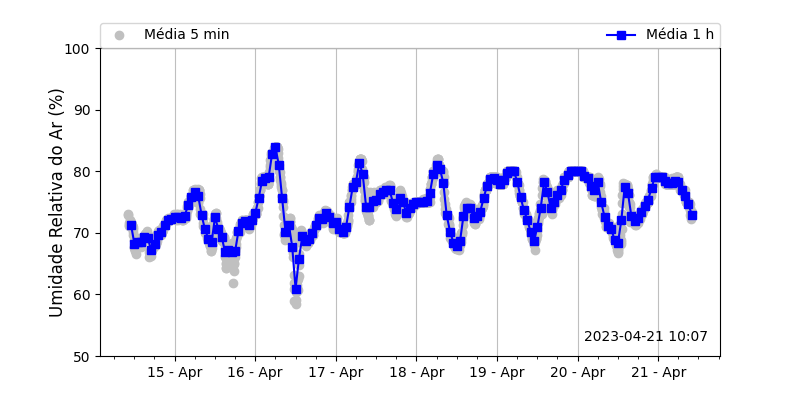 Média 5 min Média 1 h
Umidade Relativa do Ar (%)
100
90
80
70
60
50
2023-04-21 10:07
15 - Apr 16 - Apr 17 - Apr 18 - Apr 19 - Apr 20 - Apr 21 - Apr